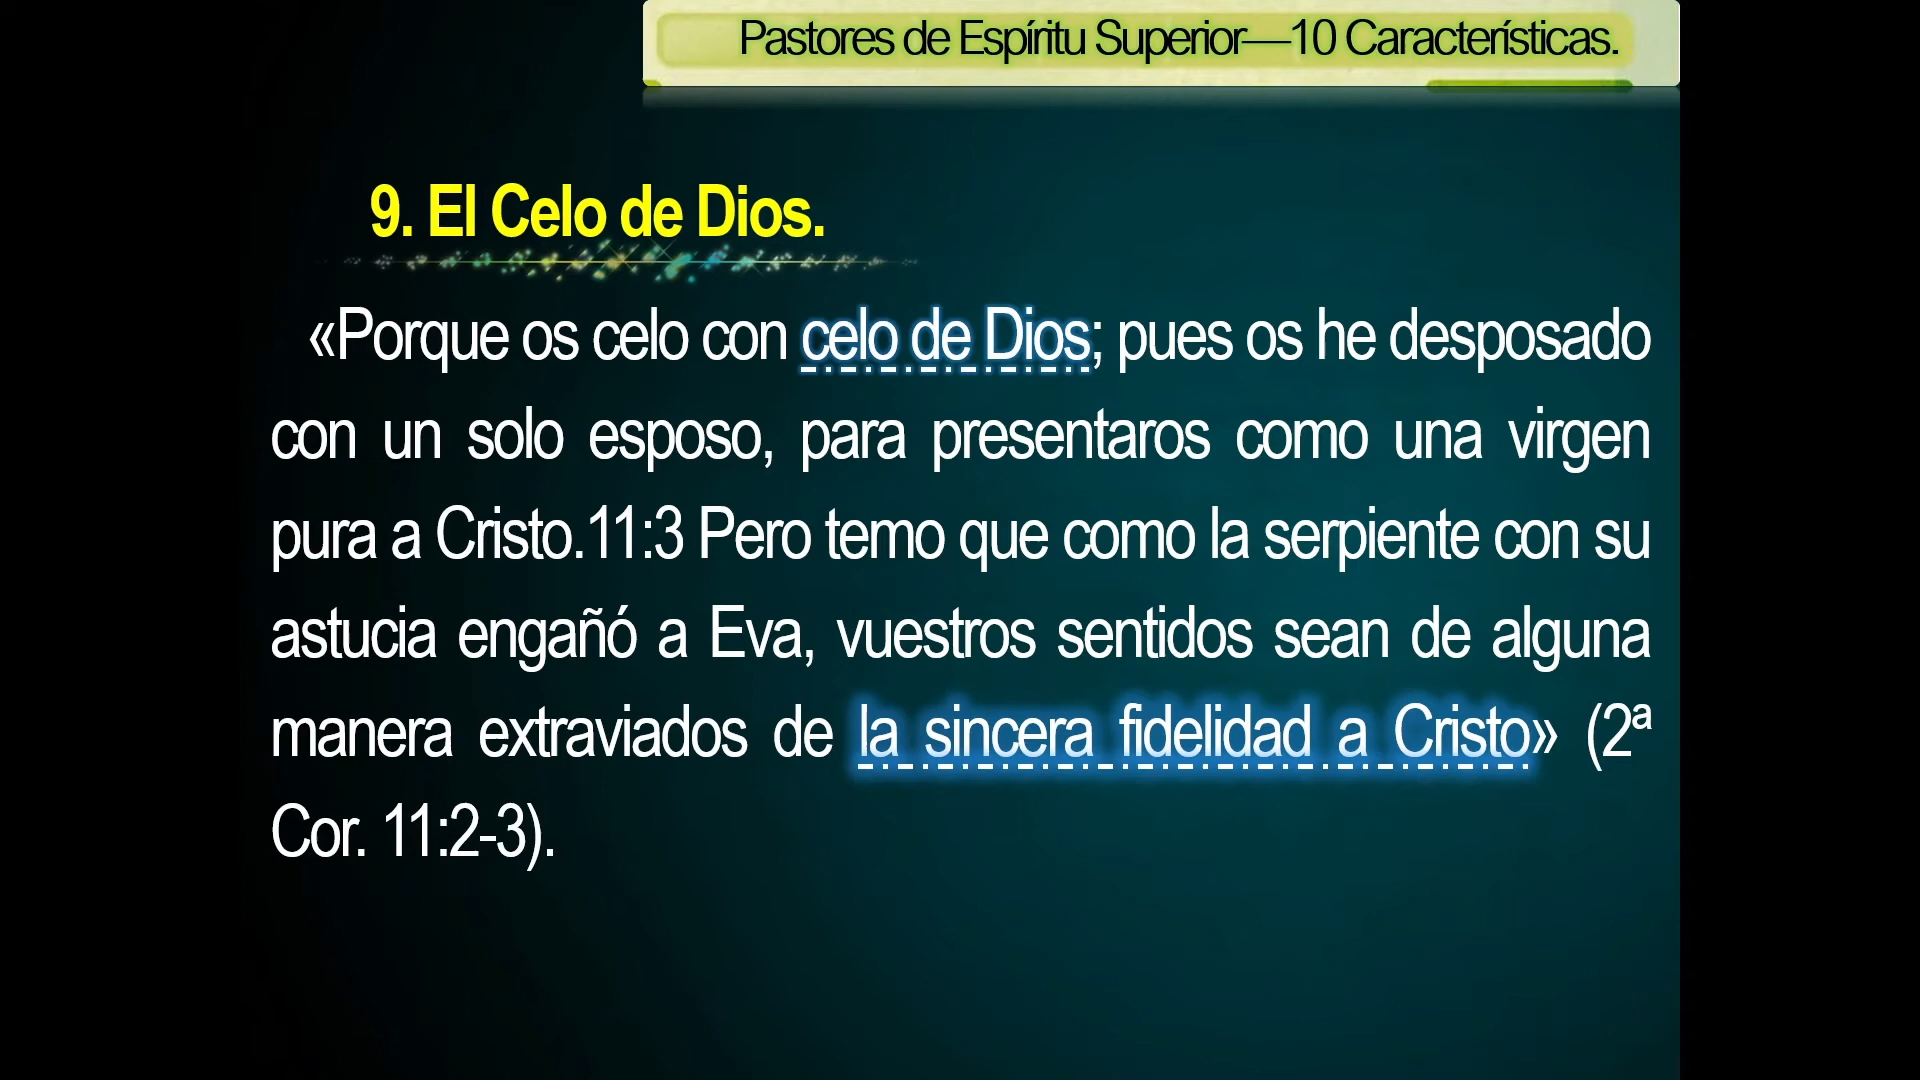 Pastores de Espíritu Superior—10 Características.
9. El Celo de Dios.
«Porque os celo con celo de Dios; pues os he desposado
con un solo esposo, para presentaros como una virgen
pura a Cristo.11:3 Pero temo que como la serpiente con su
astucia engañó a Eva, vuestros sentidos sean de alguna
manera extraviados de la sincera fidelidad a Cristo» (2ª
Cor. 11:2-3).